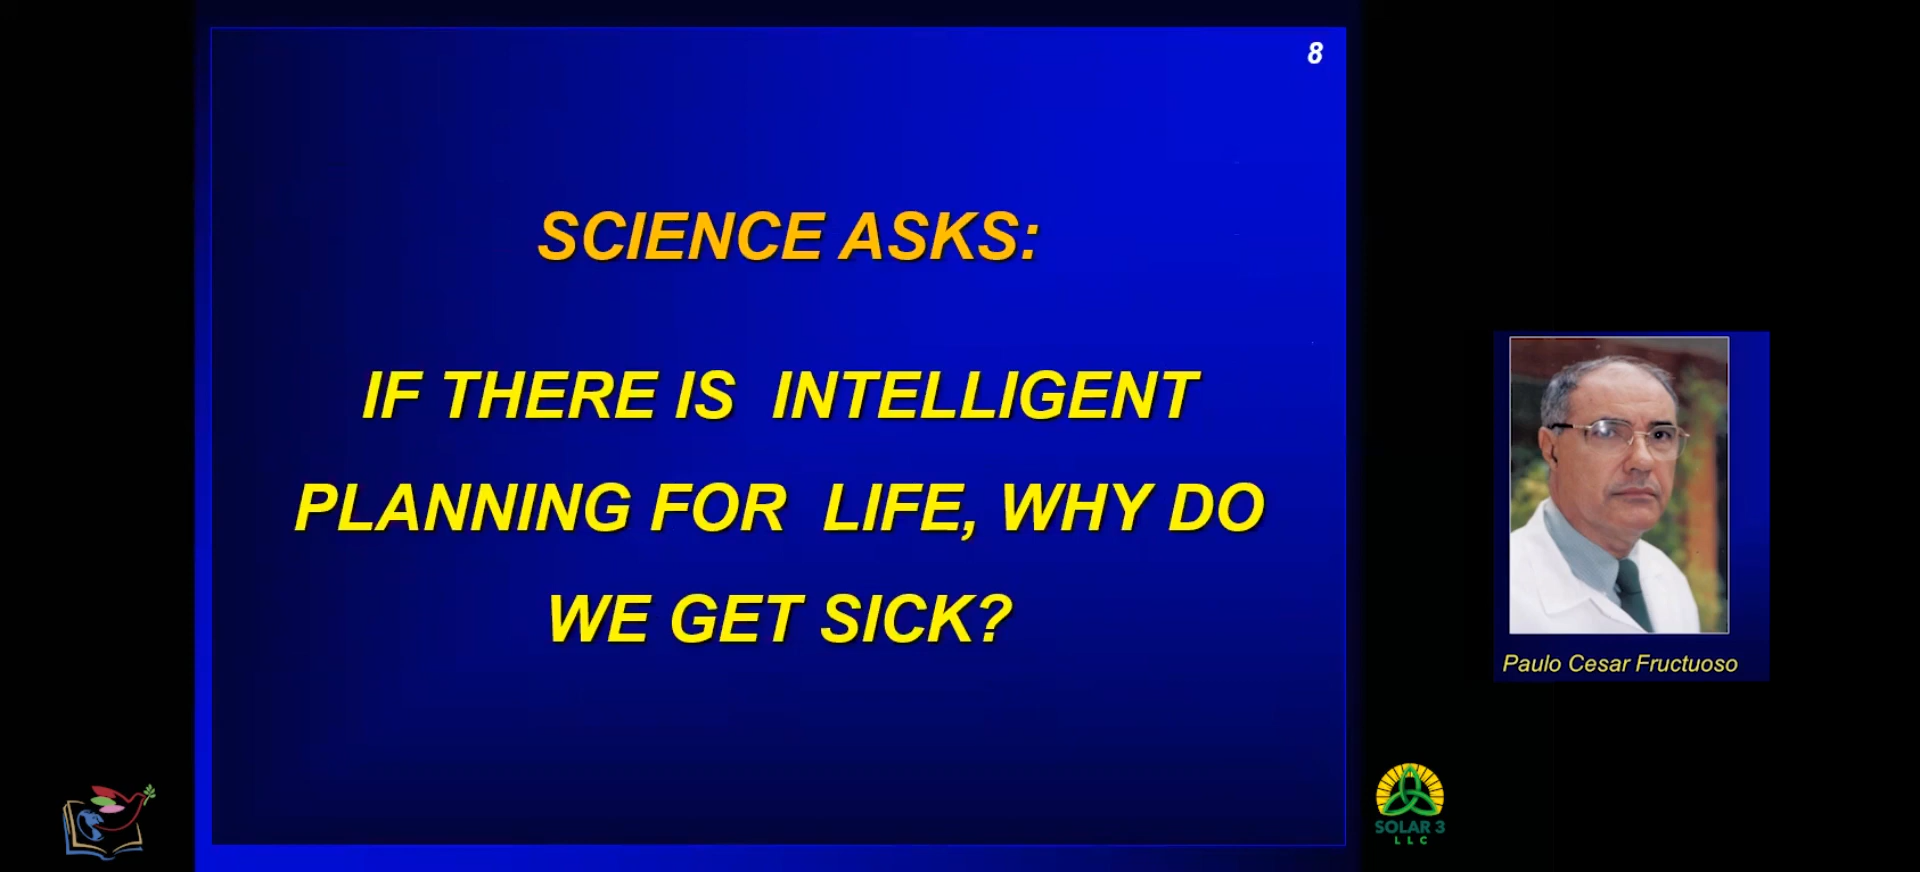 8
SCIENCE ASKS:
IF THERE IS INTELLIGENT
PLANNING FOR LIFE, WHY DO
WE GET SICK?
Paulo Cesar Fructuoso
SOLAR 3
LLC